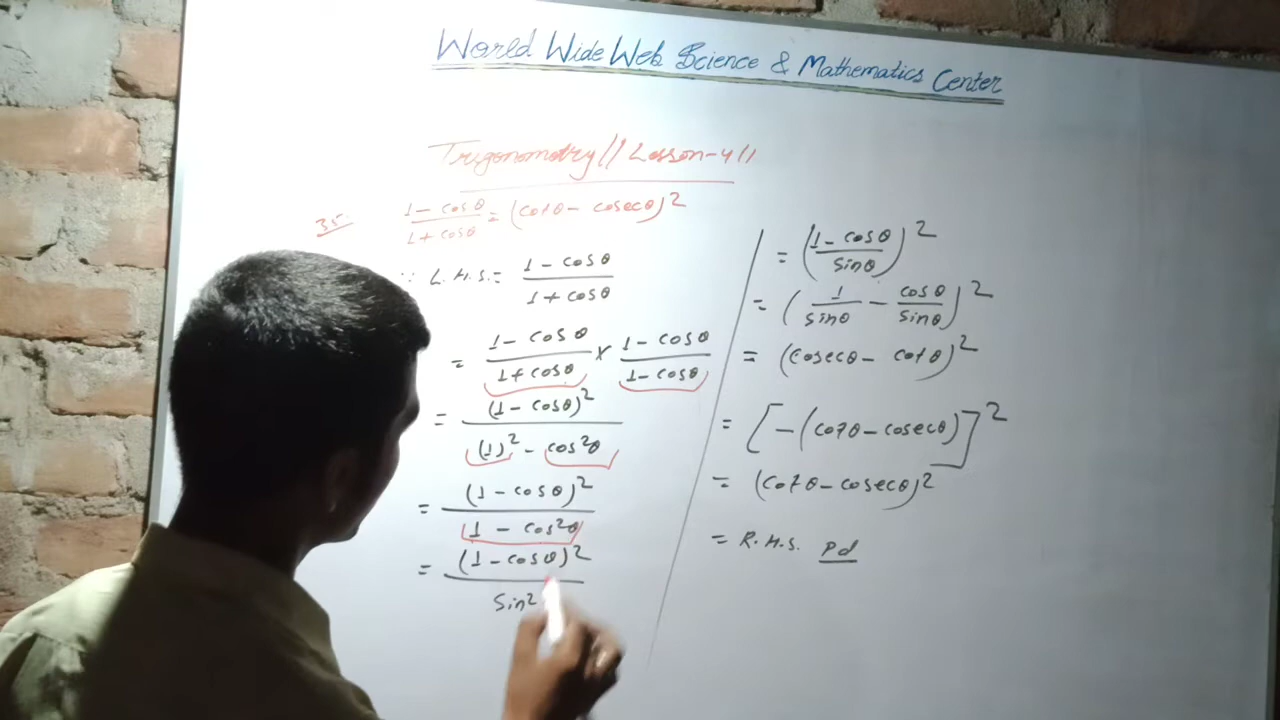 World Wide Web Science & Mathematics Center
Trigonometry // Lesson-4//
35. (1 - cosθ)/(1 + cosθ) = (cotθ - cosecθ)²
∵ L.H.S. = (1 - cosθ)/(1 + cosθ)
= (1 - cosθ)/(1 + cosθ) × (1 - cosθ)/(1 - cosθ)
= (1 - cosθ)²/((1)² - cos²θ)
= (1 - cosθ)²/(1 - cos²θ)
= (1 - cosθ)²/sin²
= ((1 - cosθ)/sinθ)²
= (1/sinθ - cosθ/sinθ)²
= (cosecθ - cotθ)²
= [-(cotθ - cosecθ)]²
= (cotθ - cosecθ)²
= R.H.S. Pd